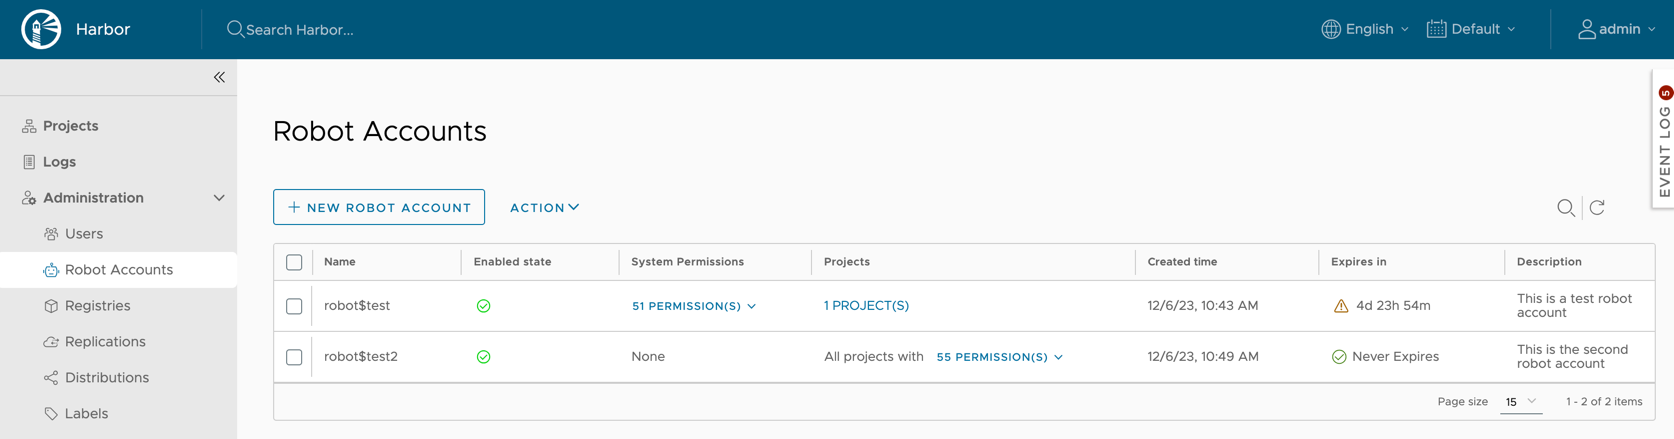 Harbor
Search Harbor...
English
Default
admin
EVENT LOG 5
Projects
Logs
Administration
Users
Robot Accounts
Registries
Replications
Distributions
Labels
Robot Accounts
+ NEW ROBOT ACCOUNT ACTION
Name Enabled state System Permissions Projects Created time Expires in Description
robot$test 51 PERMISSION(S) 1 PROJECT(S) 12/6/23, 10:43 AM 4d 23h 54m This is a test robot
account
robot$test2 None All projects with 55 PERMISSION(S) 12/6/23, 10:49 AM Never Expires This is the second
robot account
Page size 15 1 - 2 of 2 items